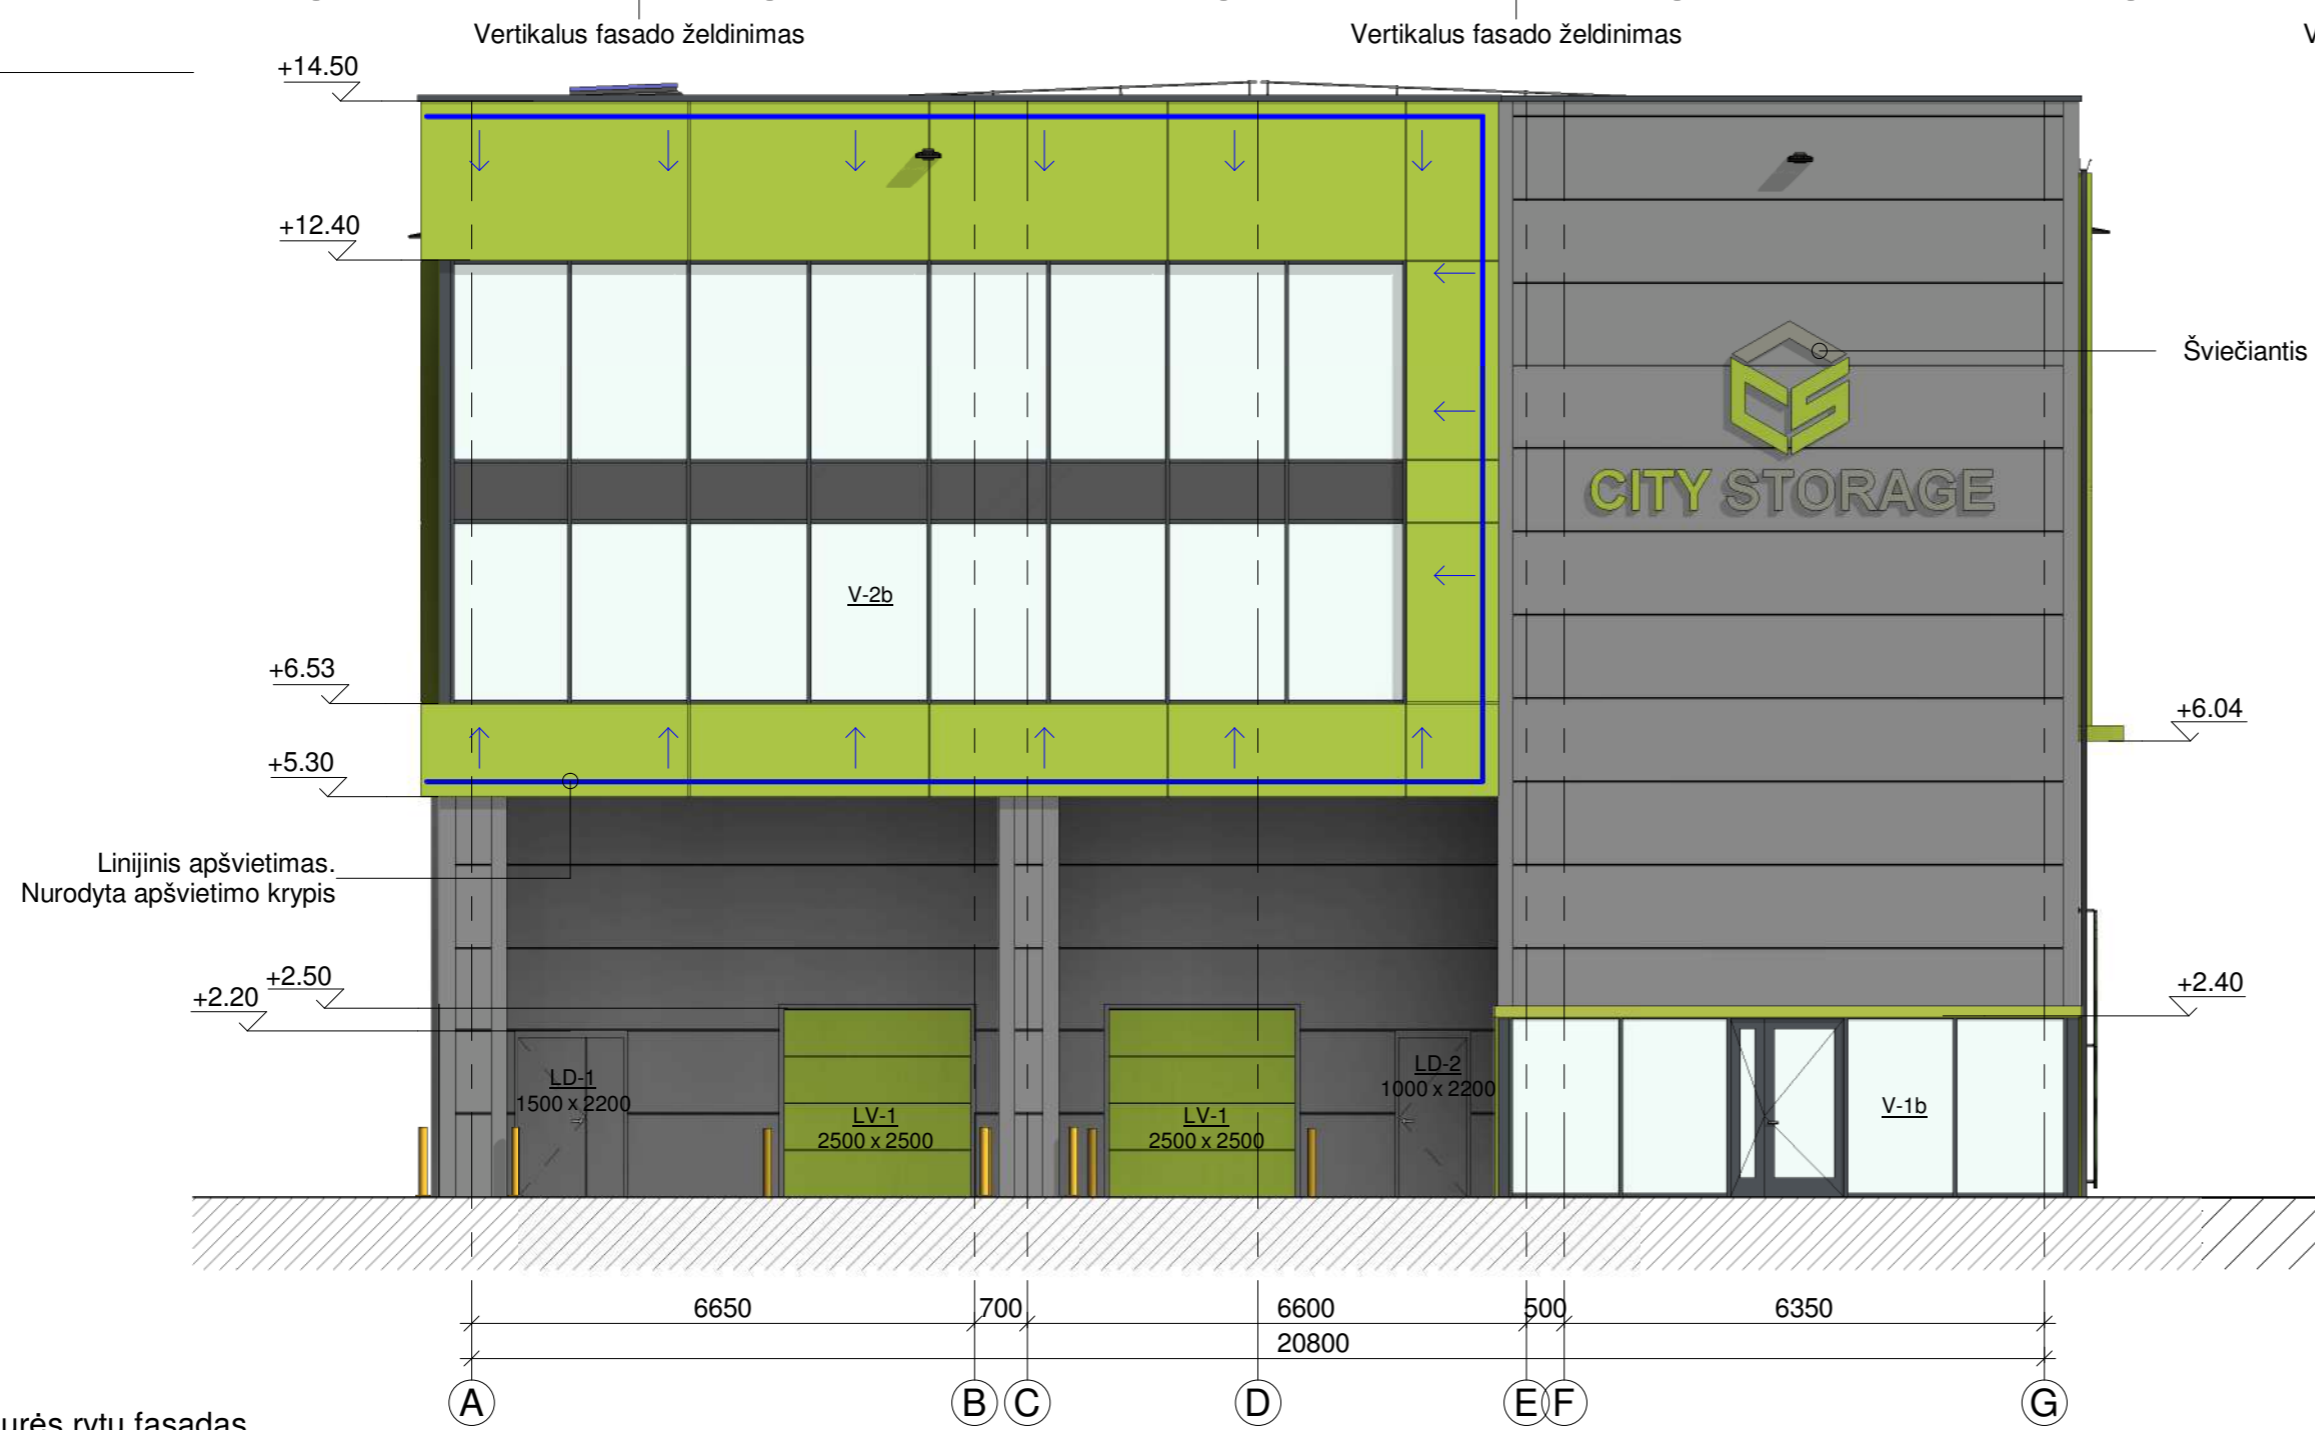 Vertikalus fasado želdinimas
Vertikalus fasado želdinimas
+14.50
+12.40
Šviečiantis
CITY STORAGE
V-2b
+6.53
+6.04
+5.30
Linijinis apšvietimas.
Nurodyta apšvietimo krypis
+2.50
+2.20
+2.40
LD-1
1500 x 2200
LV-1
2500 x 2500
LV-1
2500 x 2500
LD-2
1000 x 2200
V-1b
6650
700
6600
500
6350
20800
A
B
C
D
E
F
G
fasadas